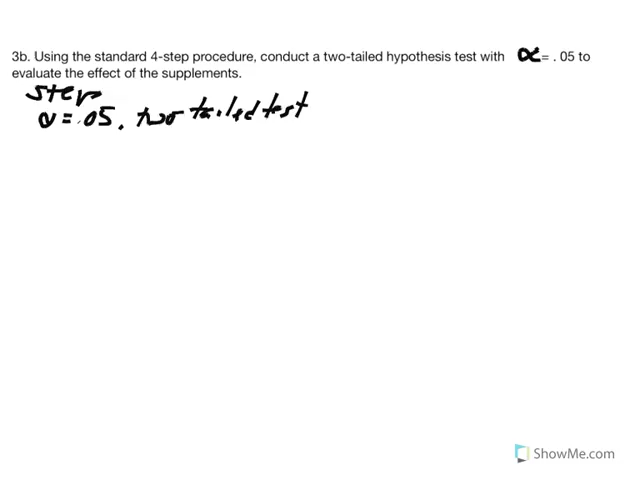 3b. Using the standard 4-step procedure, conduct a two-tailed hypothesis test with α = . 05 to
evaluate the effect of the supplements.
step
α = .05. two tailed test
ShowMe.com